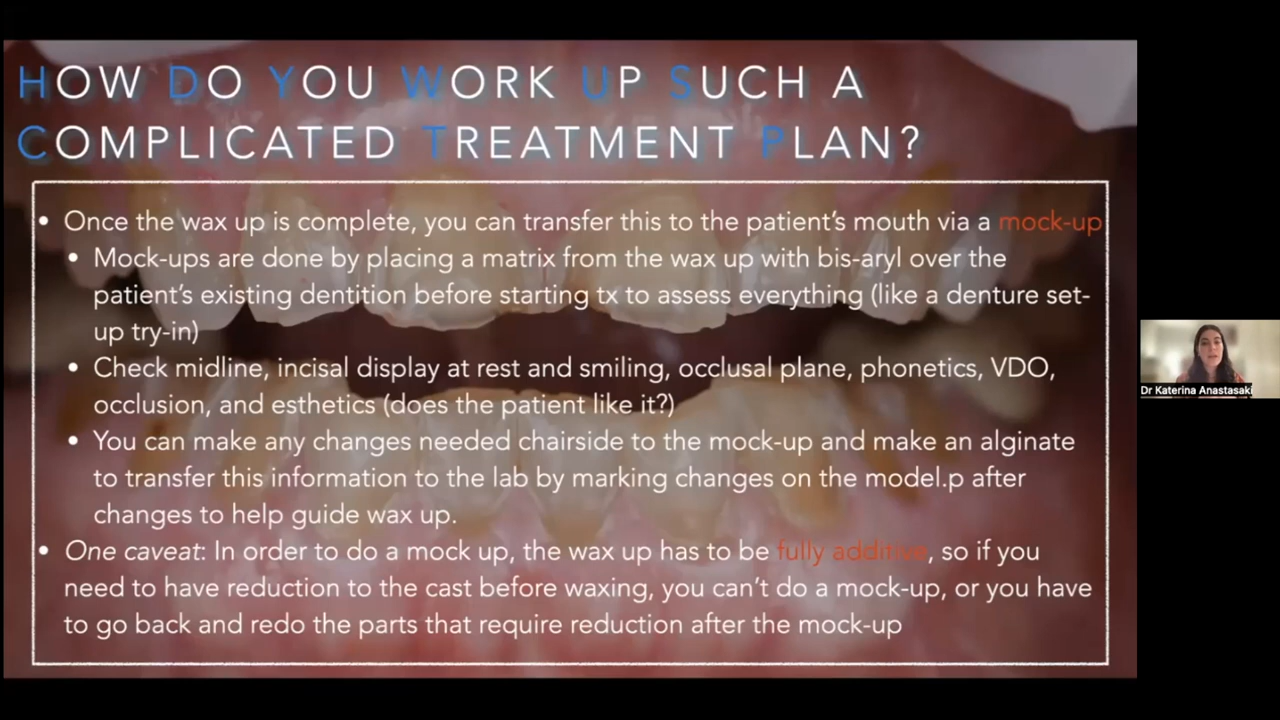 HOW DO YOU WORK UP SUCH A
COMPLICATED TREATMENT PLAN?
• Once the wax up is complete, you can transfer this to the patient's mouth via a mock-up
• Mock-ups are done by placing a matrix from the wax up with bis-aryl over the
patient's existing dentition before starting tx to assess everything (like a denture set-
up try-in)
• Check midline, incisal display at rest and smiling, occlusal plane, phonetics, VDO,
occlusion, and esthetics (does the patient like it?)
• You can make any changes needed chairside to the mock-up and make an alginate
to transfer this information to the lab by marking changes on the model.p after
changes to help guide wax up.
• One caveat: In order to do a mock up, the wax up has to be fully additive, so if you
need to have reduction to the cast before waxing, you can't do a mock-up, or you have
to go back and redo the parts that require reduction after the mock-up
Dr Katerina Anastasaki